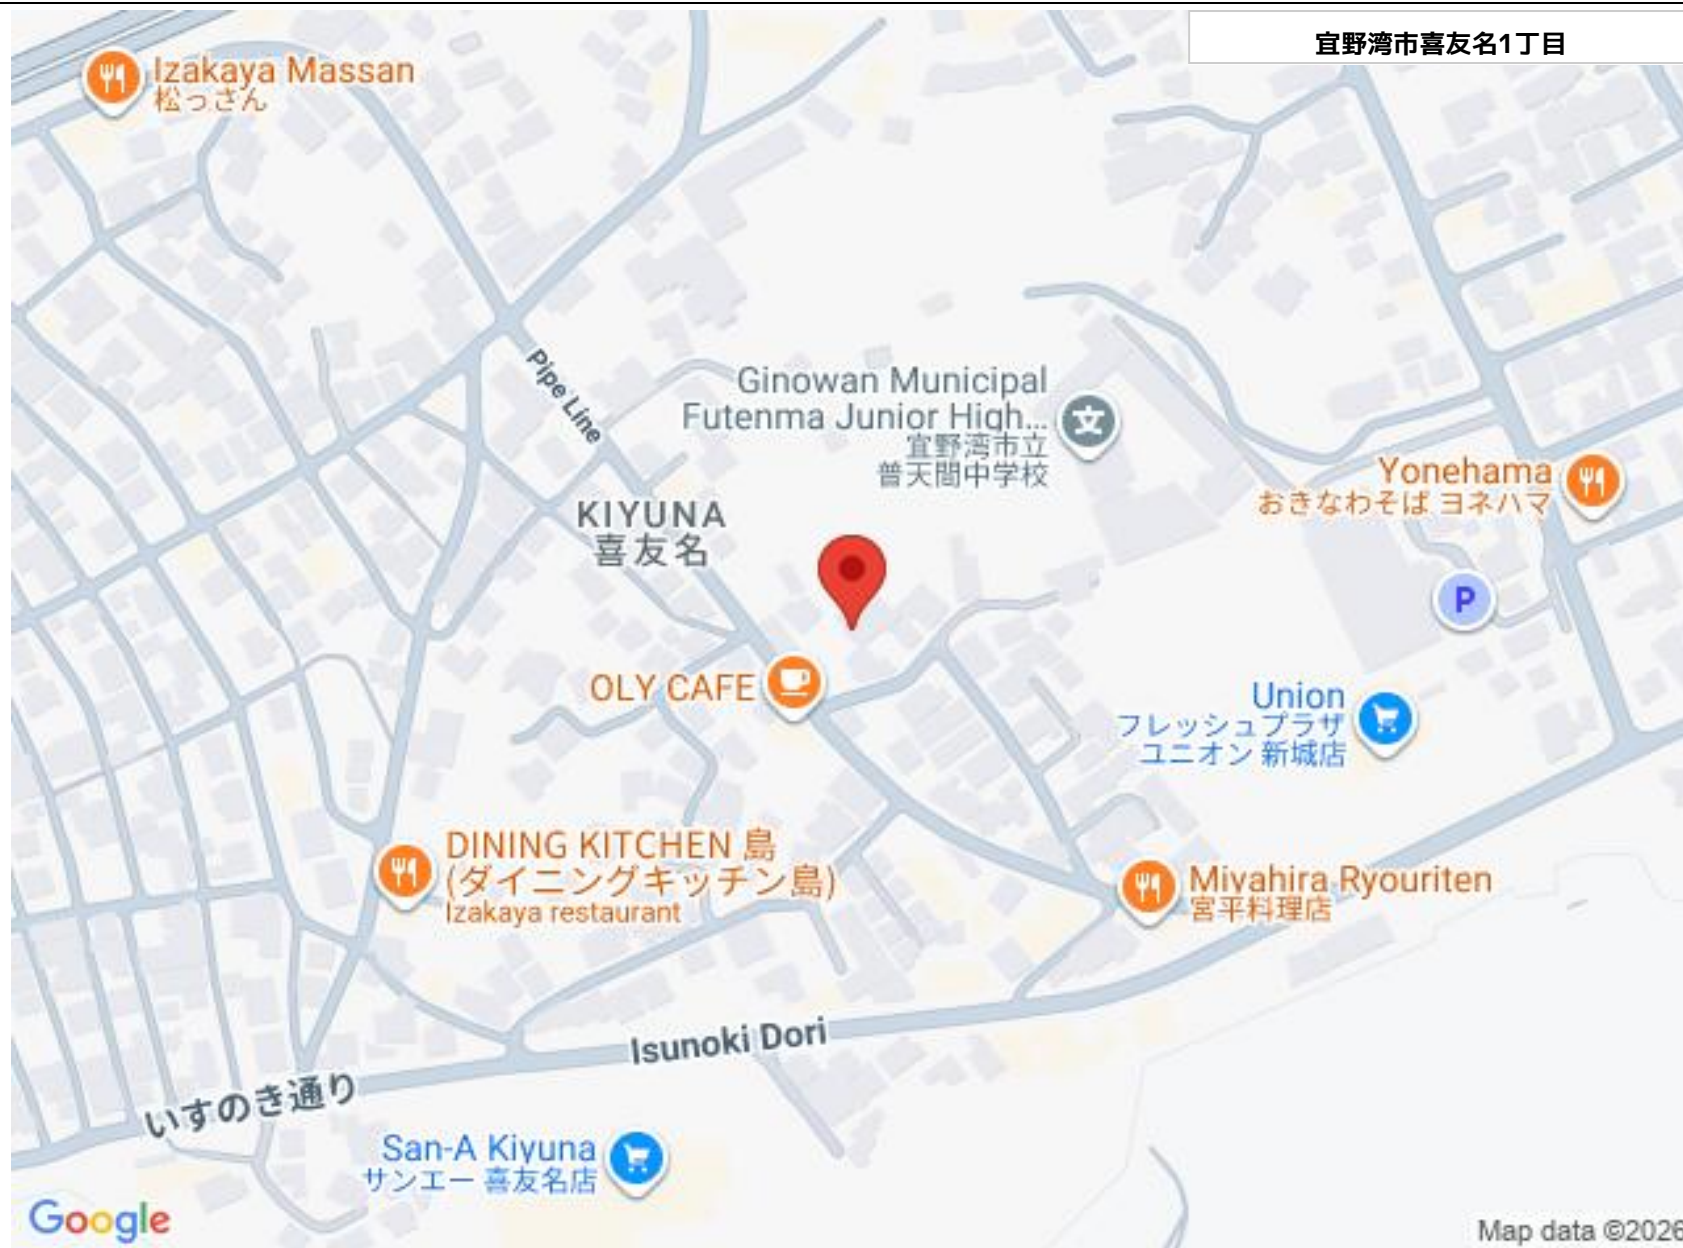 宜野湾市喜友名1丁目
Izakaya Massan
松っさん
Pipe Line
Ginowan Municipal
Futenma Junior High...
宜野湾市立
普天間中学校
Yonehama
おきなわそば ヨネハマ
KIYUNA
喜友名
P
OLY CAFE
Union
フレッシュプラザ
ユニオン 新城店
DINING KITCHEN 島
(ダイニングキッチン島)
Izakaya restaurant
Miyahira Ryouriten
宮平料理店
Isunoki Dori
いすのき通り
San-A Kiyuna
サンエー 喜友名店
Google
Map data ©2026